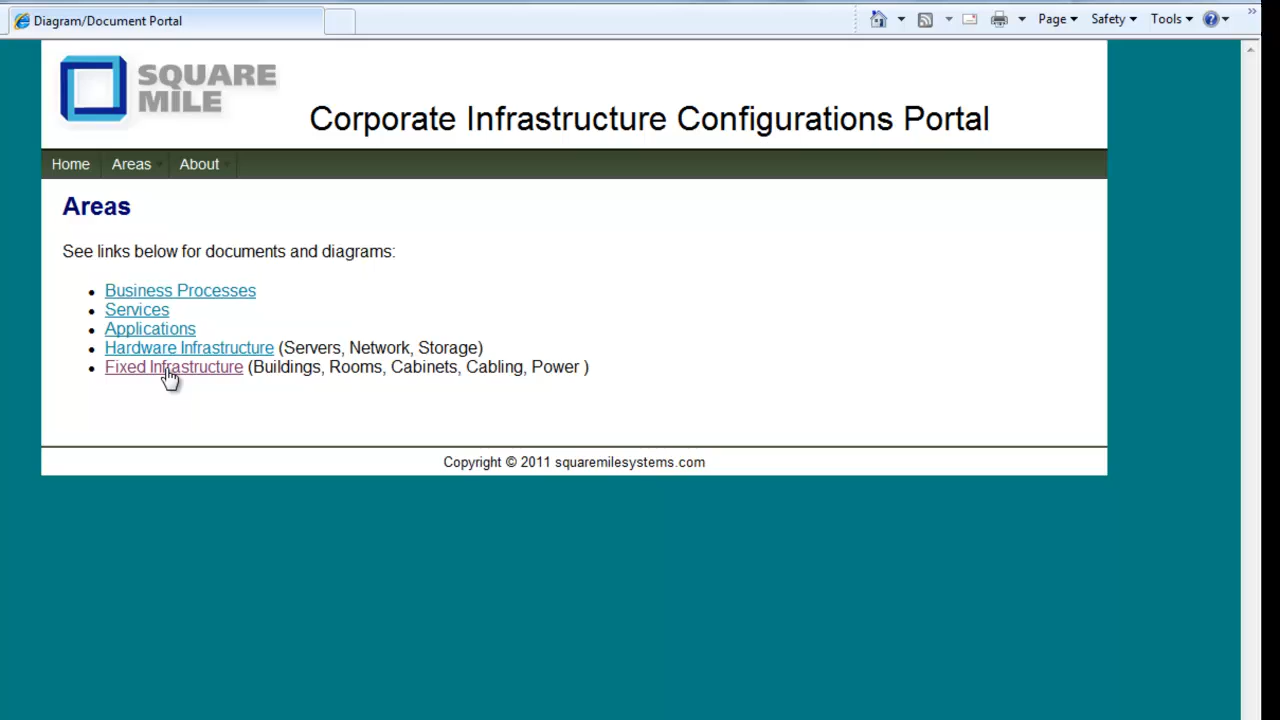 Diagram/Document Portal
Page Safety Tools
SQUARE
MILE
Corporate Infrastructure Configurations Portal
Home Areas About
Areas
See links below for documents and diagrams:
• Business Processes
• Services
• Applications
• Hardware Infrastructure (Servers, Network, Storage)
• Fixed Infrastructure (Buildings, Rooms, Cabinets, Cabling, Power )
Copyright © 2011 squaremilesystems.com